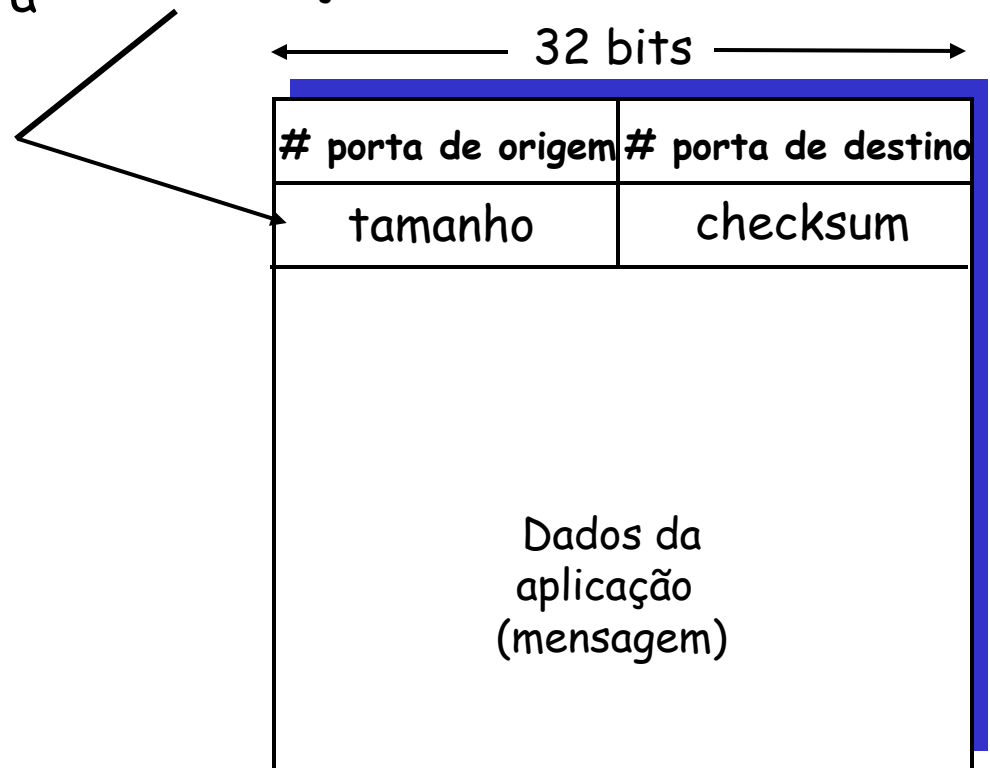 32 bits
# porta de origem # porta de destino
tamanho checksum
Dados da
aplicação
(mensagem)